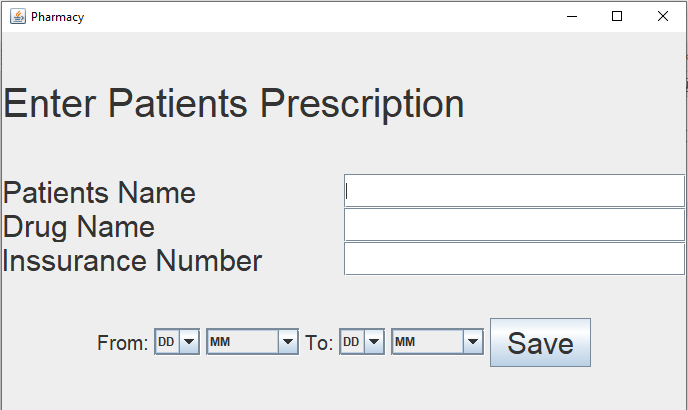 Pharmacy
Enter Patients Prescription
Patients Name
Drug Name
Inssurance Number
From: DD MM To: DD MM Save